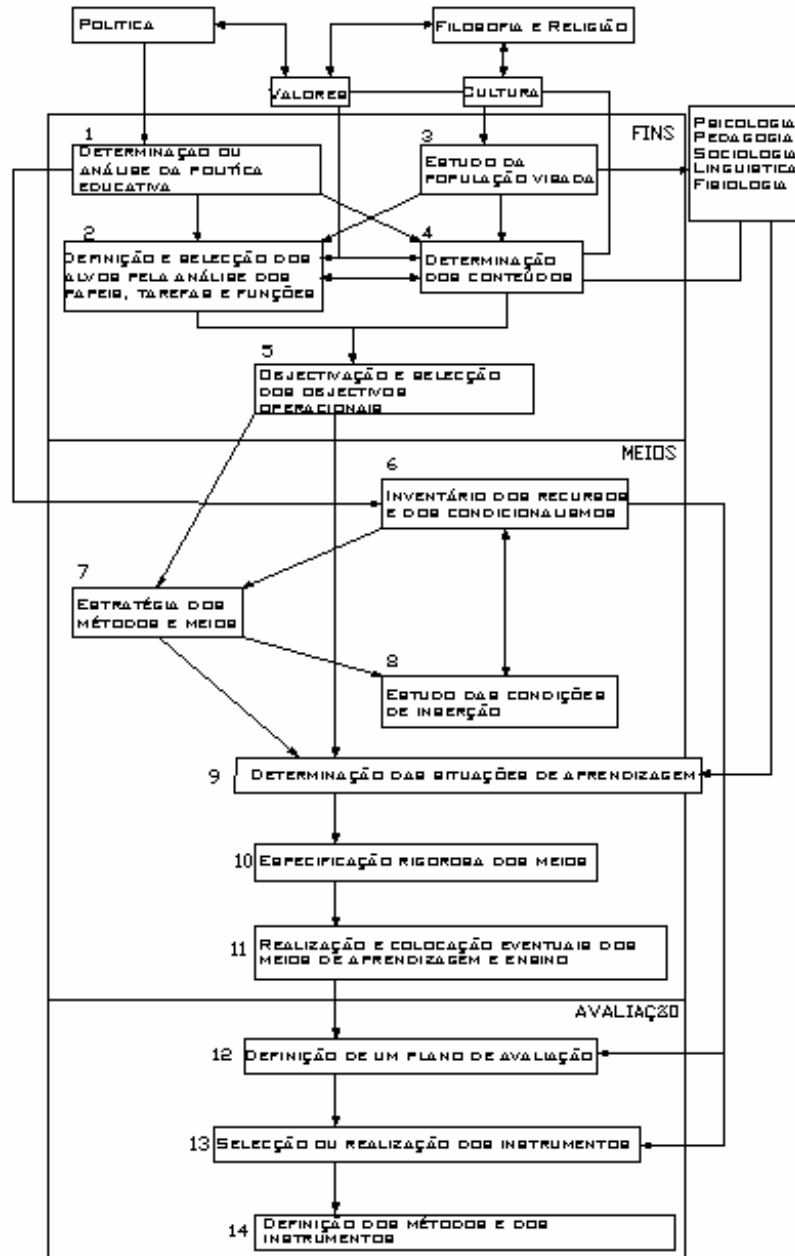 POLITICA
FILOSOFIA E RELIGIÃO
VALORES
CULTURA
FINS
PSICOLOGIA
PEDAGOGIA
SOCIOLOGIA
LINGUISTICA
FISIOLOGIA
1
DETERMINAÇÃO OU
ANÁLISE DA POLITÍCA
EDUCATIVA
3
ESTUDO DA
POPULAÇÃO VISADA
2
DEFINIÇÃO E SELECÇÃO DOS
ALVOS PELA ANÁLISE DOS
PAPEIS, TAREFAS E FUNÇÕES
4
DETERMINAÇÃO
DOS CONTEÚDOS
5
OBJECTIVAÇÃO E SELECÇÃO
DOS OBJECTIVOS
OPERACIONAIS
MEIOS
6
INVENTÁRIO DOS RECURSOS
E DOS CONDICIONALISMOS
7
ESTRATÉGIA DOS
MÉTODOS E MEIOS
8
ESTUDO DAS CONDIÇÕES
DE INSERÇÃO
9
DETERMINAÇÃO DAS SITUAÇÕES DE APRENDIZAGEM
10
ESPECIFICAÇÃO RIGOROSA DOS MEIOS
11
REALIZAÇÃO E COLOCAÇÃO EVENTUAIS DOS
MEIOS DE APRENDIZAGEM E ENSINO
AVALIAÇÃO
12
DEFINIÇÃO DE UM PLANO DE AVALIAÇÃO
13
SELECÇÃO OU REALIZAÇÃO DOS INSTRUMENTOS
14
DEFINIÇÃO DOS MÉTODOS E DOS
INSTRUMENTOS